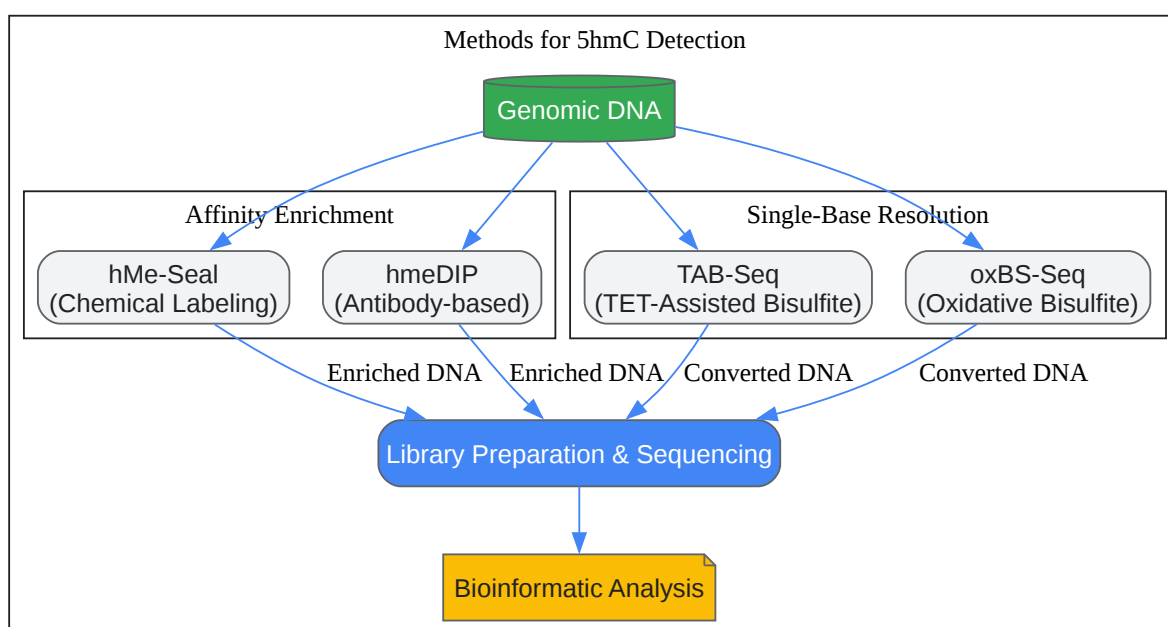 Methods for 5hmC Detection
Genomic DNA
Affinity Enrichment
Single-Base Resolution
hMe-Seal
(Chemical Labeling)
hmeDIP
(Antibody-based)
TAB-Seq
(TET-Assisted Bisulfite)
oxBS-Seq
(Oxidative Bisulfite)
Enriched DNA
Enriched DNA
Converted DNA
Converted DNA
Library Preparation & Sequencing
Bioinformatic Analysis